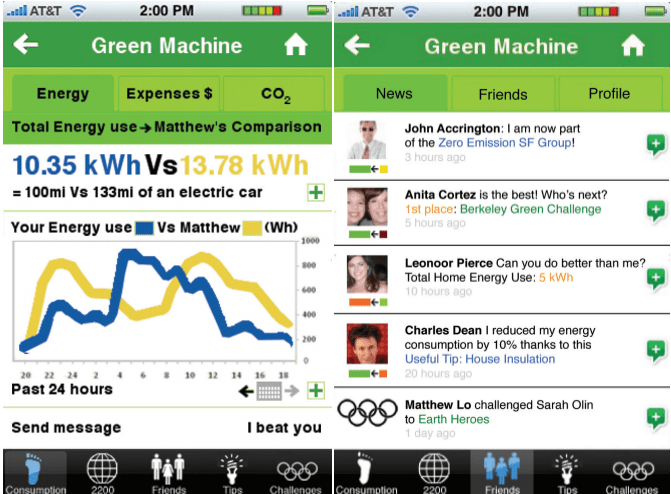 AT&T 2:00 PM
Green Machine
Energy Expenses $ CO2
Total Energy use → Matthew's Comparison
10.35 kWh Vs 13.78 kWh
= 100mi Vs 133mi of an electric car
Your Energy use Vs Matthew (Wh)
1000
800
600
400
200
20 22 24 2 4 6 8 10 12 14 16 18
Past 24 hours
Send message I beat you
Consumption 2200 Friends Tips Challenges
AT&T 2:00 PM
Green Machine
News Friends Profile
John Accrington: I am now part
of the Zero Emission SF Group!
3 hours ago
Anita Cortez is the best! Who's next?
1st place: Berkeley Green Challenge
5 hours ago
Leonoor Pierce Can you do better than me?
Total Home Energy Use: 5 kWh
10 hours ago
Charles Dean I reduced my energy
consumption by 10% thanks to this
Useful Tip: House Insulation
20 hours ago
Matthew Lo challenged Sarah Olin
to Earth Heroes
1 day ago
Consumption 2200 Friends Tips Challenges